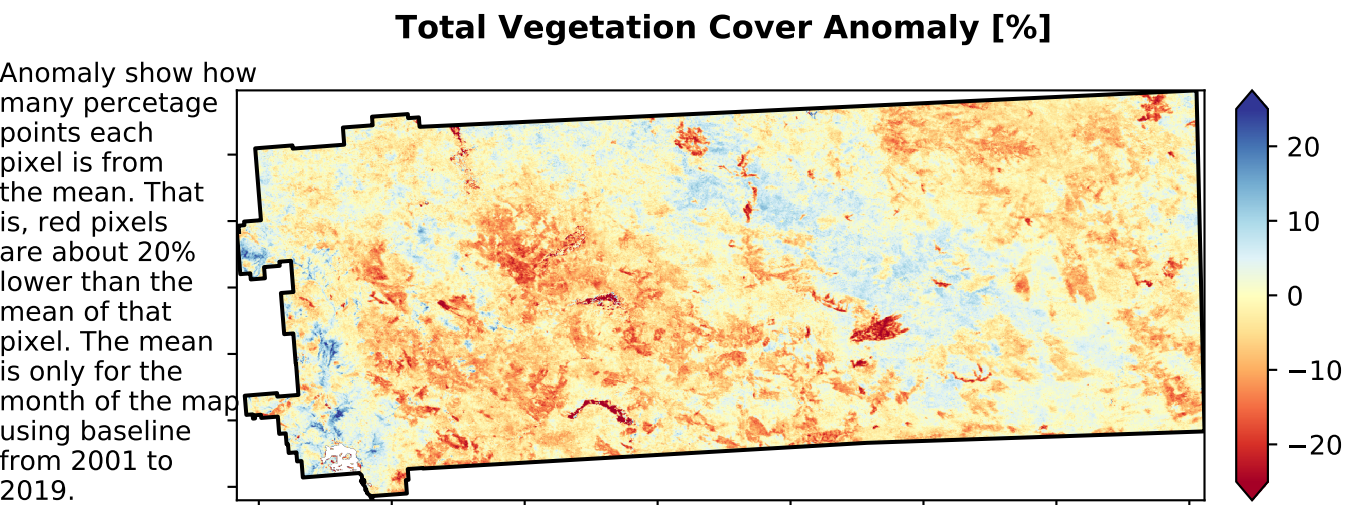 Total Vegetation Cover Anomaly [%]
Anomaly show how
many percetage
points each
pixel is from
the mean. That
is, red pixels
are about 20%
lower than the
mean of that
pixel. The mean
is only for the
month of the map
using baseline
from 2001 to
2019.
20
10
0
−10
−20